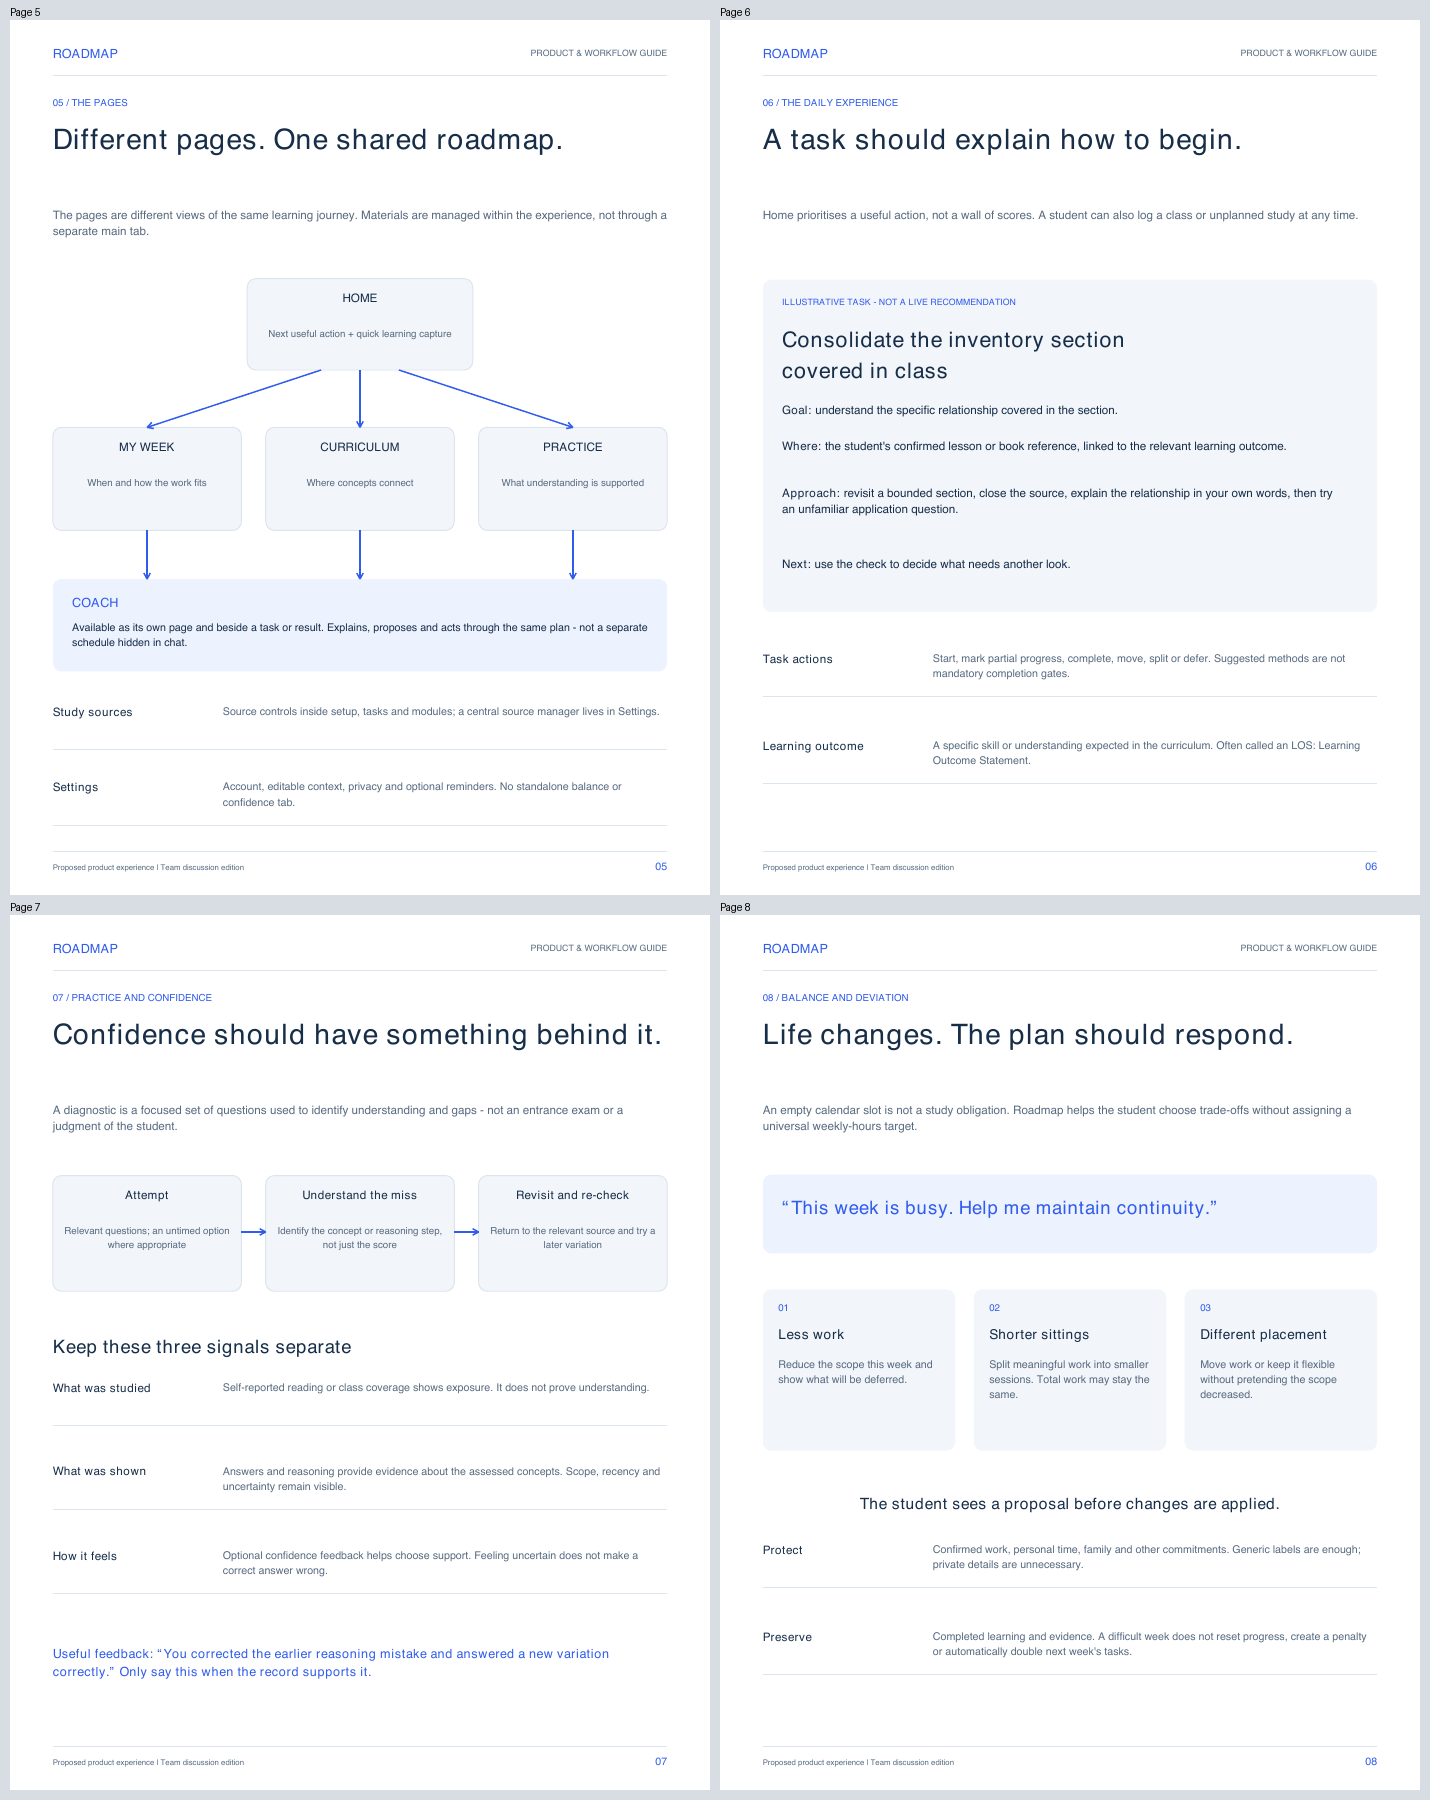 Page 5
ROADMAP
PRODUCT & WORKFLOW GUIDE
05 / THE PAGES
Different pages. One shared roadmap.
The pages are different views of the same learning journey. Materials are managed within the experience, not through a
separate main tab.
HOME
Next useful action + quick learning capture
MY WEEK
When and how the work fits
CURRICULUM
Where concepts connect
PRACTICE
What understanding is supported
COACH
Available as its own page and beside a task or result. Explains, proposes and acts through the same plan - not a separate
schedule hidden in chat.
Study sources
Source controls inside setup, tasks and modules; a central source manager lives in Settings.
Settings
Account, editable context, privacy and optional reminders. No standalone balance or
confidence tab.
Proposed product experience | Team discussion edition
05
Page 6
ROADMAP
PRODUCT & WORKFLOW GUIDE
06 / THE DAILY EXPERIENCE
A task should explain how to begin.
Home prioritises a useful action, not a wall of scores. A student can also log a class or unplanned study at any time.
ILLUSTRATIVE TASK - NOT A LIVE RECOMMENDATION
Consolidate the inventory section
covered in class
Goal: understand the specific relationship covered in the section.
Where: the student's confirmed lesson or book reference, linked to the relevant learning outcome.
Approach: revisit a bounded section, close the source, explain the relationship in your own words, then try
an unfamiliar application question.
Next: use the check to decide what needs another look.
Task actions
Start, mark partial progress, complete, move, split or defer. Suggested methods are not
mandatory completion gates.
Learning outcome
A specific skill or understanding expected in the curriculum. Often called an LOS: Learning
Outcome Statement.
Proposed product experience | Team discussion edition
06
Page 7
ROADMAP
PRODUCT & WORKFLOW GUIDE
07 / PRACTICE AND CONFIDENCE
Confidence should have something behind it.
A diagnostic is a focused set of questions used to identify understanding and gaps - not an entrance exam or a
judgment of the student.
Attempt
Relevant questions; an untimed option
where appropriate
Understand the miss
Identify the concept or reasoning step,
not just the score
Revisit and re-check
Return to the relevant source and try a
later variation
Keep these three signals separate
What was studied
Self-reported reading or class coverage shows exposure. It does not prove understanding.
What was shown
Answers and reasoning provide evidence about the assessed concepts. Scope, recency and
uncertainty remain visible.
How it feels
Optional confidence feedback helps choose support. Feeling uncertain does not make a
correct answer wrong.
Useful feedback: “You corrected the earlier reasoning mistake and answered a new variation
correctly.” Only say this when the record supports it.
Proposed product experience | Team discussion edition
07
Page 8
ROADMAP
PRODUCT & WORKFLOW GUIDE
08 / BALANCE AND DEVIATION
Life changes. The plan should respond.
An empty calendar slot is not a study obligation. Roadmap helps the student choose trade-offs without assigning a
universal weekly-hours target.
“This week is busy. Help me maintain continuity.”
01
Less work
Reduce the scope this week and
show what will be deferred.
02
Shorter sittings
Split meaningful work into smaller
sessions. Total work may stay the
same.
03
Different placement
Move work or keep it flexible
without pretending the scope
decreased.
The student sees a proposal before changes are applied.
Protect
Confirmed work, personal time, family and other commitments. Generic labels are enough;
private details are unnecessary.
Preserve
Completed learning and evidence. A difficult week does not reset progress, create a penalty
or automatically double next week's tasks.
Proposed product experience | Team discussion edition
08